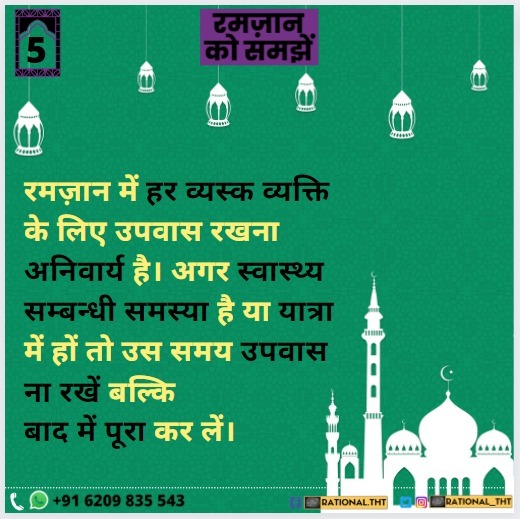 5
रमज़ान
को समझें
रमज़ान में हर व्यस्क व्यक्ति
के लिए उपवास रखना
अनिवार्य है। अगर स्वास्थ्य
सम्बन्धी समस्या है या यात्रा
में हों तो उस समय उपवास
ना रखें बल्कि
बाद में पूरा कर लें।
+91 6209 835 543 RATIONAL.THT RATIONAL_THT